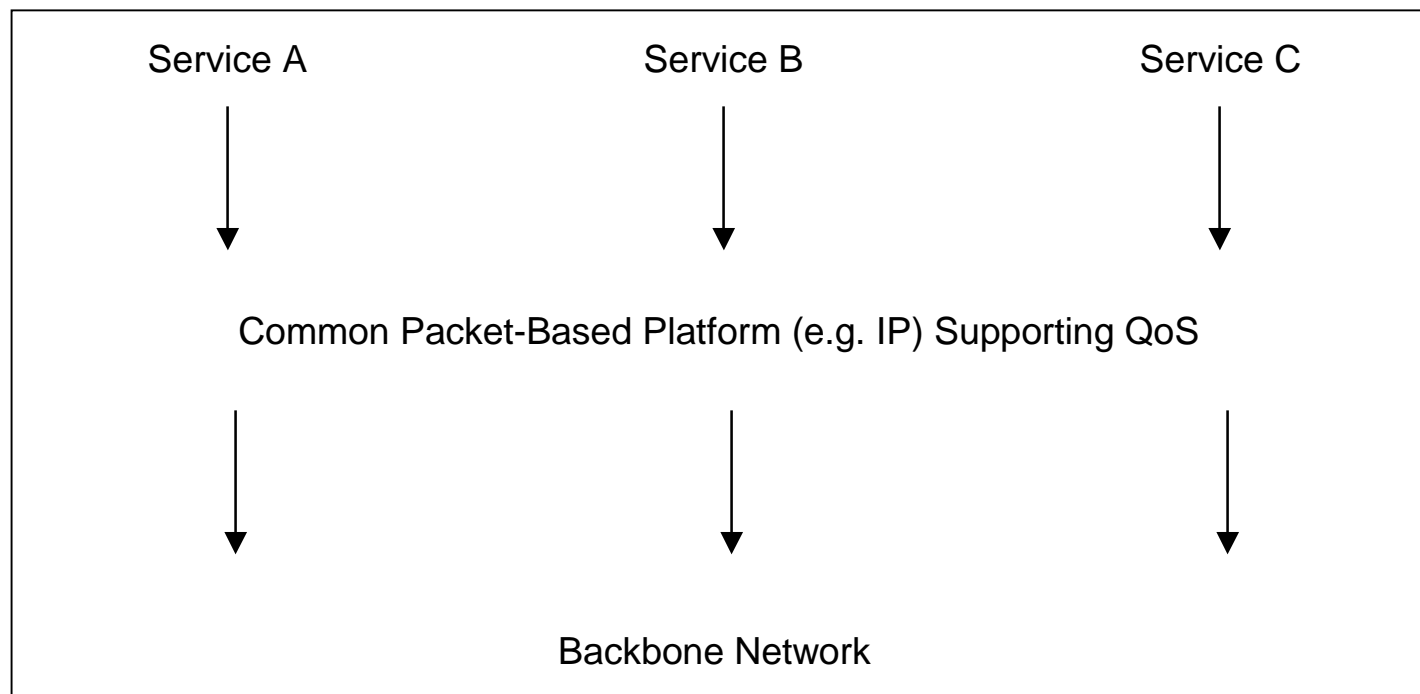 Service A Service B Service C
Common Packet-Based Platform (e.g. IP) Supporting QoS
Backbone Network